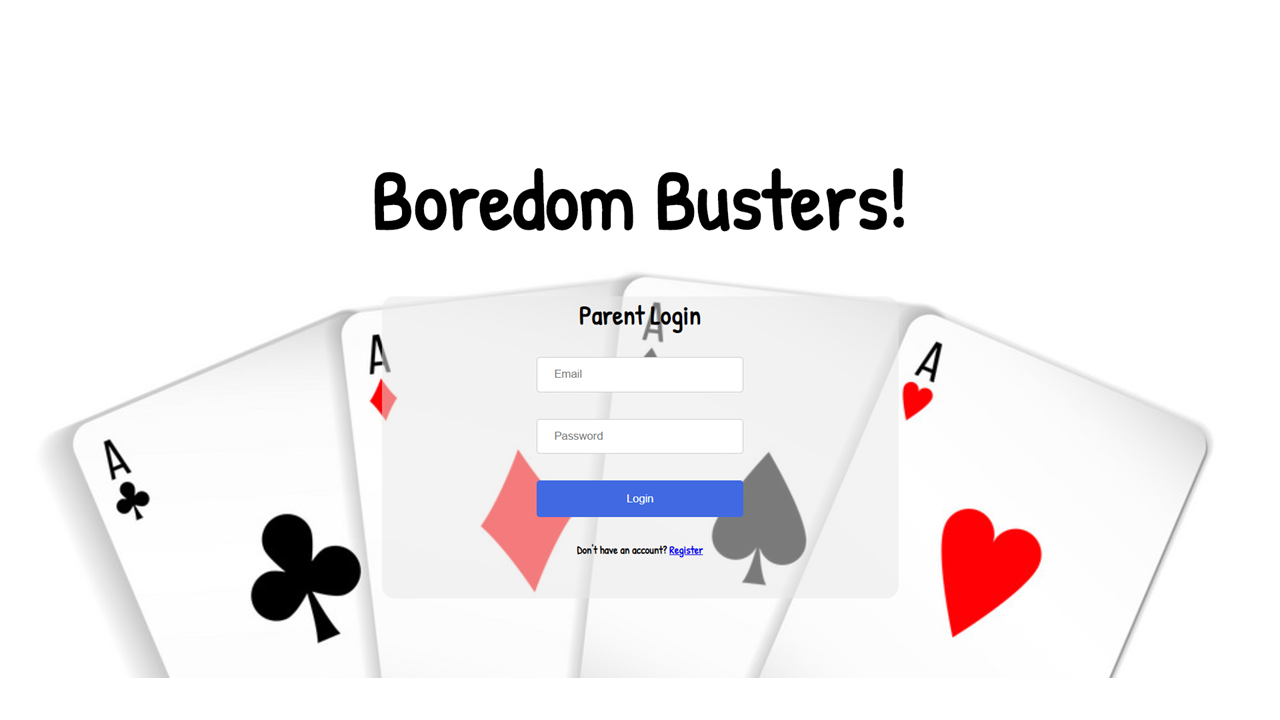 Boredom Busters!
Parent Login
A
A
A
A
Email
Password
Login
Don't have an account? Register